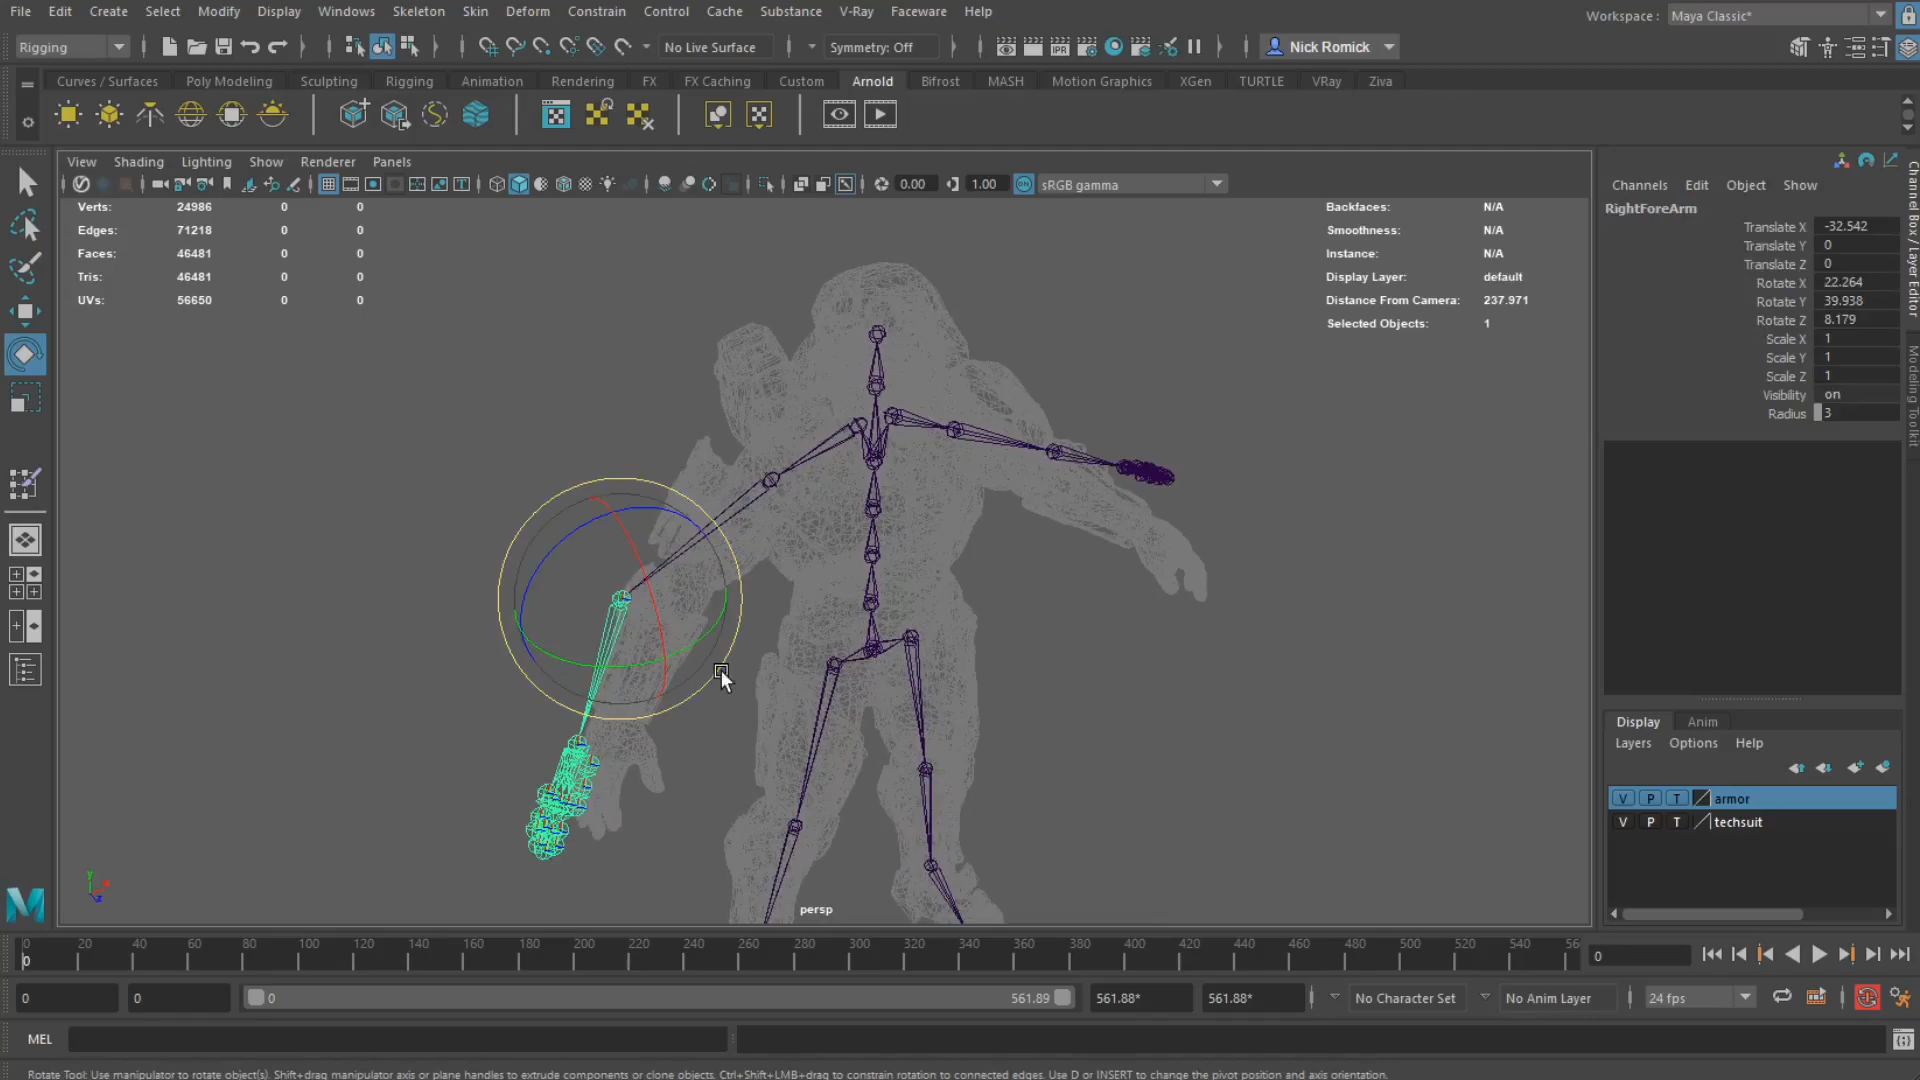 File Edit Create Select Modify Display Windows Skeleton Skin Deform Constrain Control Cache Substance V-Ray Faceware Help
Workspace : Maya Classic*
Rigging No Live Surface Symmetry: Off Nick Romick
Curves / Surfaces Poly Modeling Sculpting Rigging Animation Rendering FX FX Caching Custom Arnold Bifrost MASH Motion Graphics XGen TURTLE VRay Ziva
View Shading Lighting Show Renderer Panels
0.00 1.00 sRGB gamma
Verts: 24986 0 0
Edges: 71218 0 0
Faces: 46481 0 0
Tris: 46481 0 0
UVs: 56650 0 0
Backfaces: N/A
Smoothness: N/A
Instance: N/A
Display Layer: default
Distance From Camera: 237.971
Selected Objects: 1
persp
Channels Edit Object Show
RightForeArm
Translate X -32.542
Translate Y 0
Translate Z 0
Rotate X 22.264
Rotate Y 39.938
Rotate Z 8.179
Scale X 1
Scale Y 1
Scale Z 1
Visibility on
Radius 3
Channel Box / Layer Editor
Modeling Toolkit
Display Anim
Layers Options Help
V P T armor
V P T techsuit
0 20 40 60 80 100 120 140 160 180 200 220 240 260 280 300 320 340 360 380 400 420 440 460 480 500 520 540 56
0
0
0 0 0 561.89 561.88* 561.88* No Character Set No Anim Layer 24 fps
MEL
Rotate Tool: Use manipulator to rotate object(s). Shift+drag manipulator axis or plane handles to extrude components or clone objects. Ctrl+Shift+LMB+drag to constrain rotation to connected edges. Use D or INSERT to change the pivot position and axis orientation.